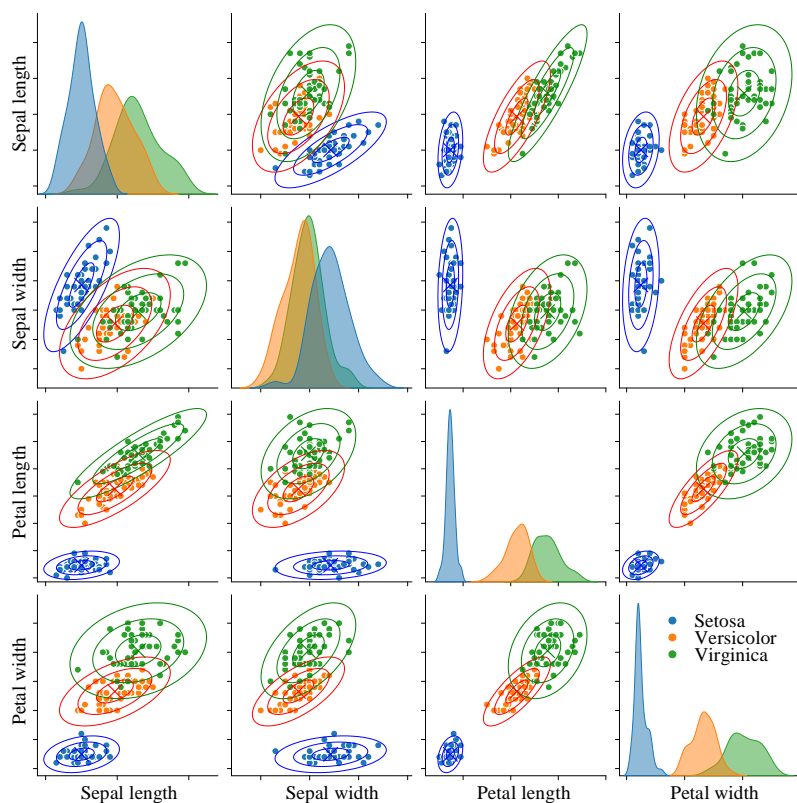 Sepal length
Sepal width
Petal length
Petal width
Setosa
Versicolor
Virginica
Sepal length
Sepal width
Petal length
Petal width